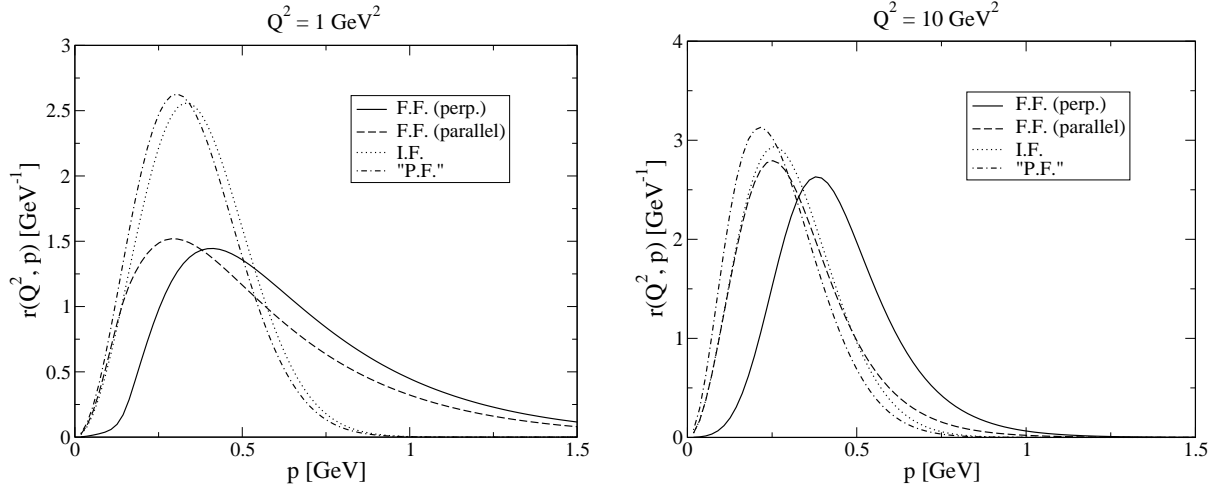 Q² = 1 GeV²
3
2.5
2
1.5
1
0.5
0
r(Q², p) [GeV⁻¹]
F.F. (perp.)
F.F. (parallel)
I.F.
"P.F."
0 0.5 1 1.5
p [GeV]
Q² = 10 GeV²
4
3
2
1
0
r(Q², p) [GeV⁻¹]
F.F. (perp.)
F.F. (parallel)
I.F.
"P.F."
0 0.5 1 1.5
p [GeV]